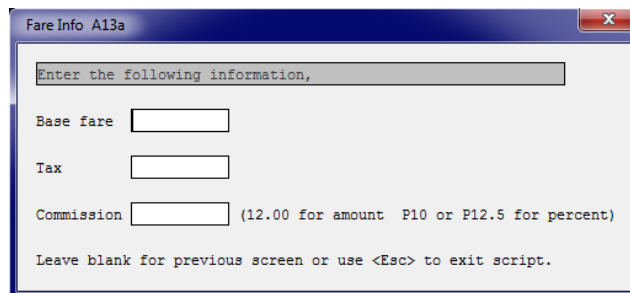 Fare Info A13a
Enter the following information,
Base fare
Tax
Commission (12.00 for amount P10 or P12.5 for percent)
Leave blank for previous screen or use <Esc> to exit script.